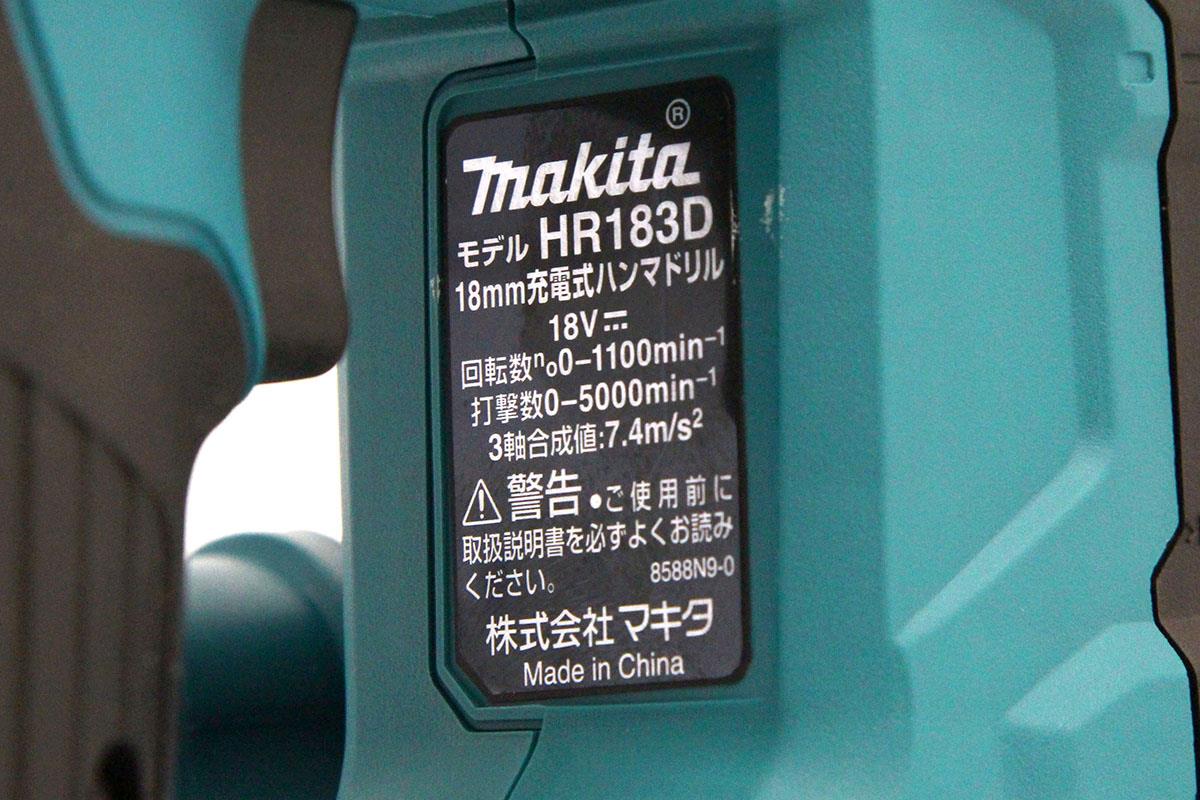 makita®
モデル HR183D
18mm充電式ハンマドリル
18V⎓
回転数n₀0-1100min⁻¹
打撃数0-5000min⁻¹
3軸合成値:7.4m/s²
⚠警告 ●ご使用前に
取扱説明書を必ずよくお読み
ください。 8588N9-0
株式会社マキタ
Made in China